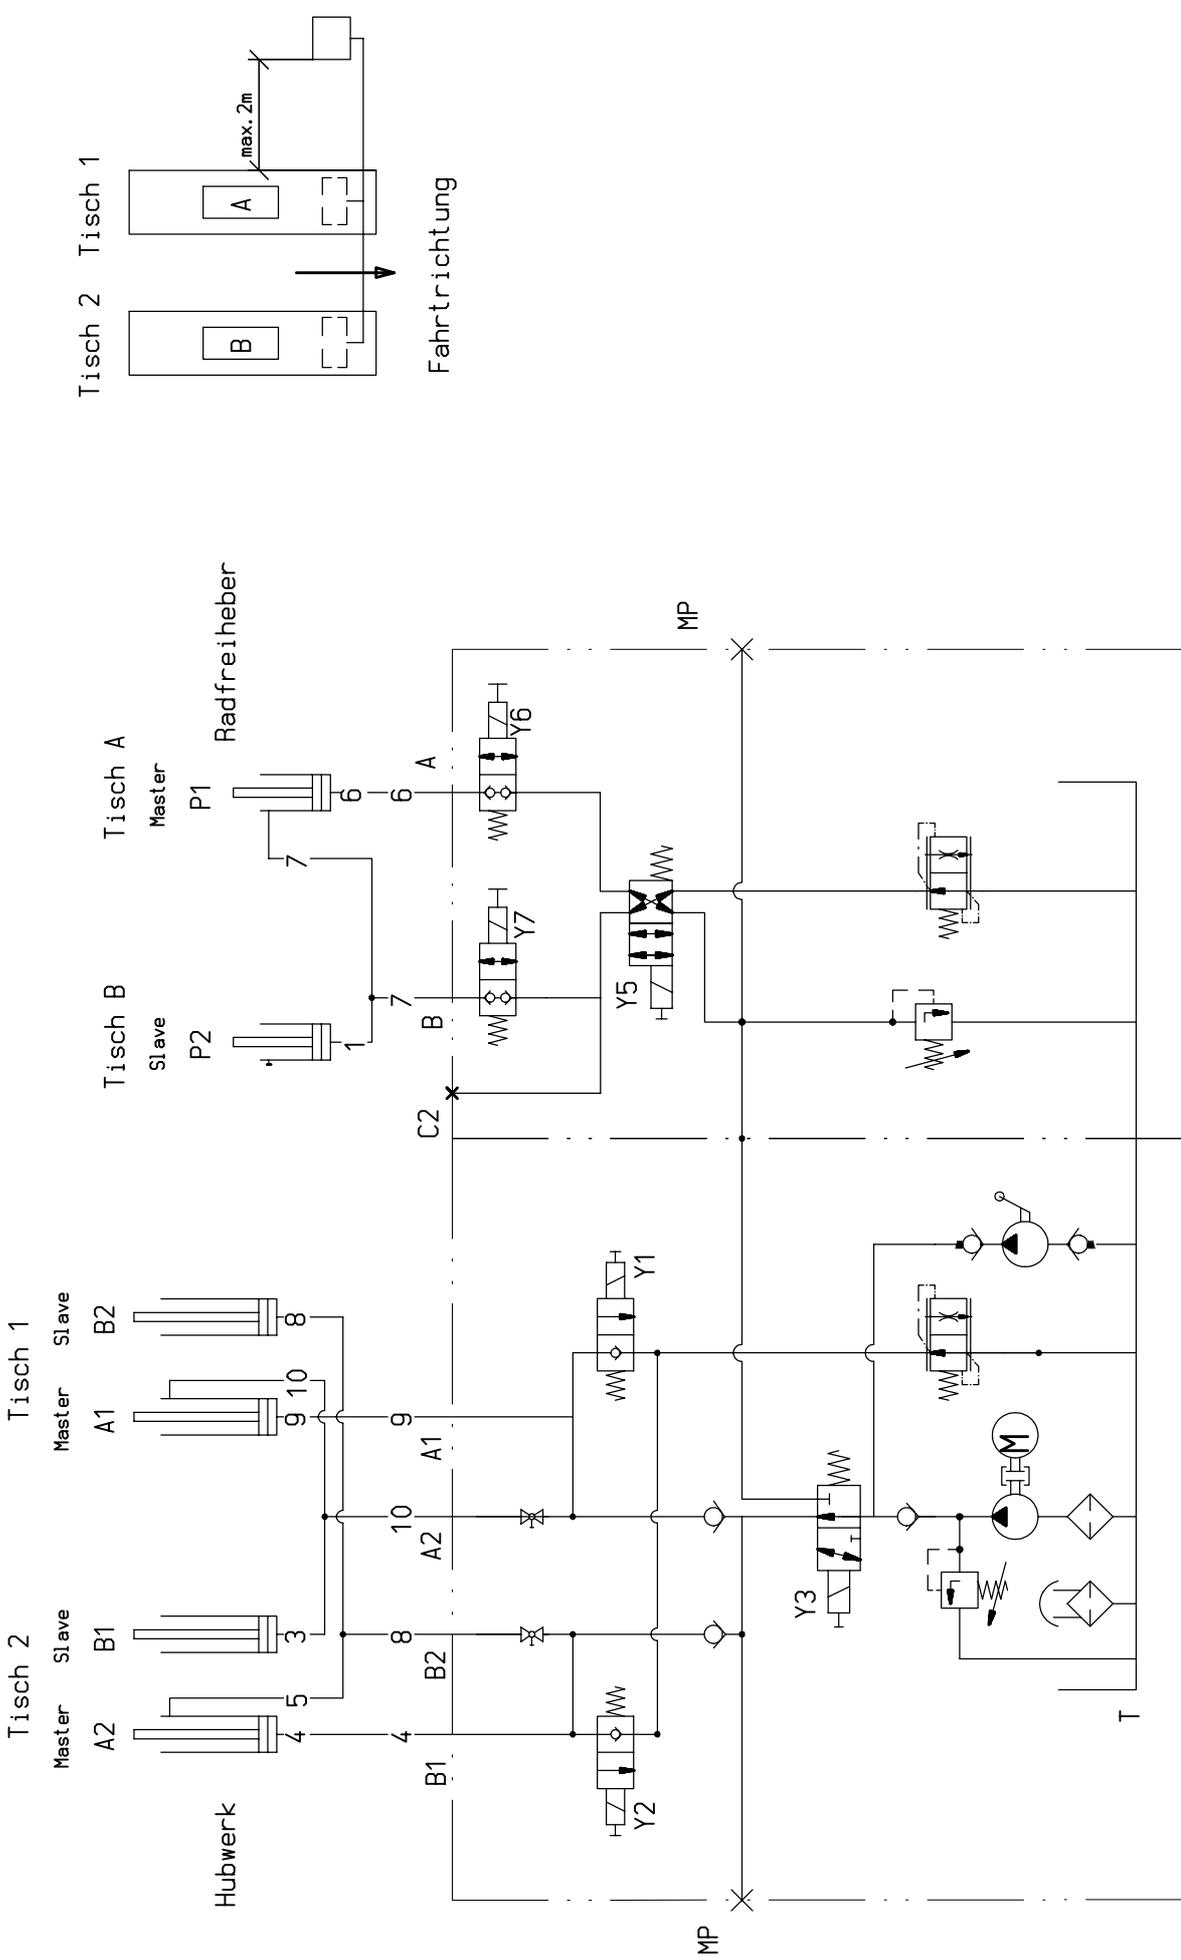 Tisch 2
Tisch 1
Master
Slave
Master
Slave
A2
B1
A1
B2
Hubwerk
4
5
3
9
10
8
4
8
10
9
B1
B2
A2
A1
Tisch B
Tisch A
Slave
Master
P2
P1
Radfreiheber
1
7
6
7
6
C2
B
A
Y7
Y6
Y5
Y2
Y1
MP
MP
Y3
M
T
Tisch 2
Tisch 1
B
A
max.2m
Fahrtrichtung